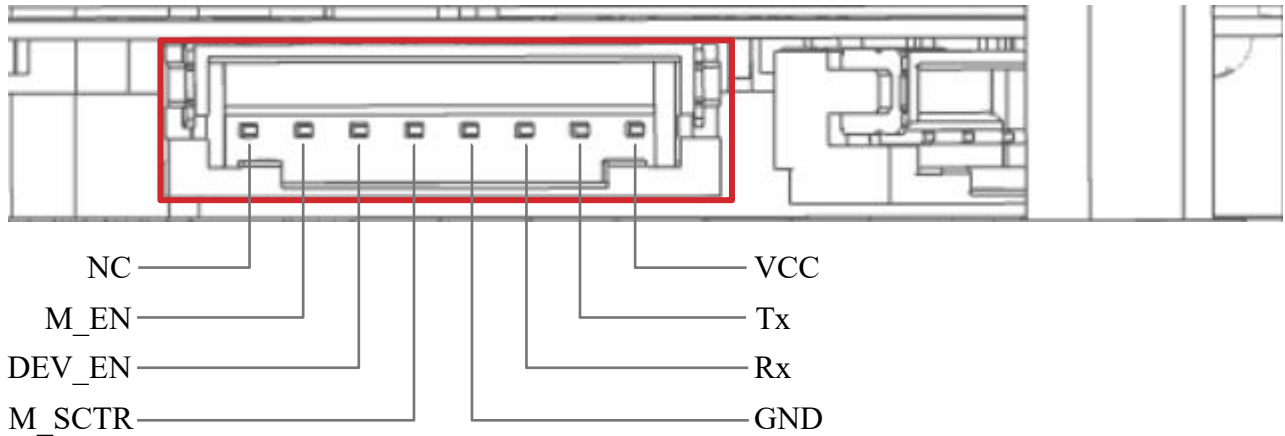 NC VCC
M_EN Tx
DEV_EN Rx
M_SCTR GND